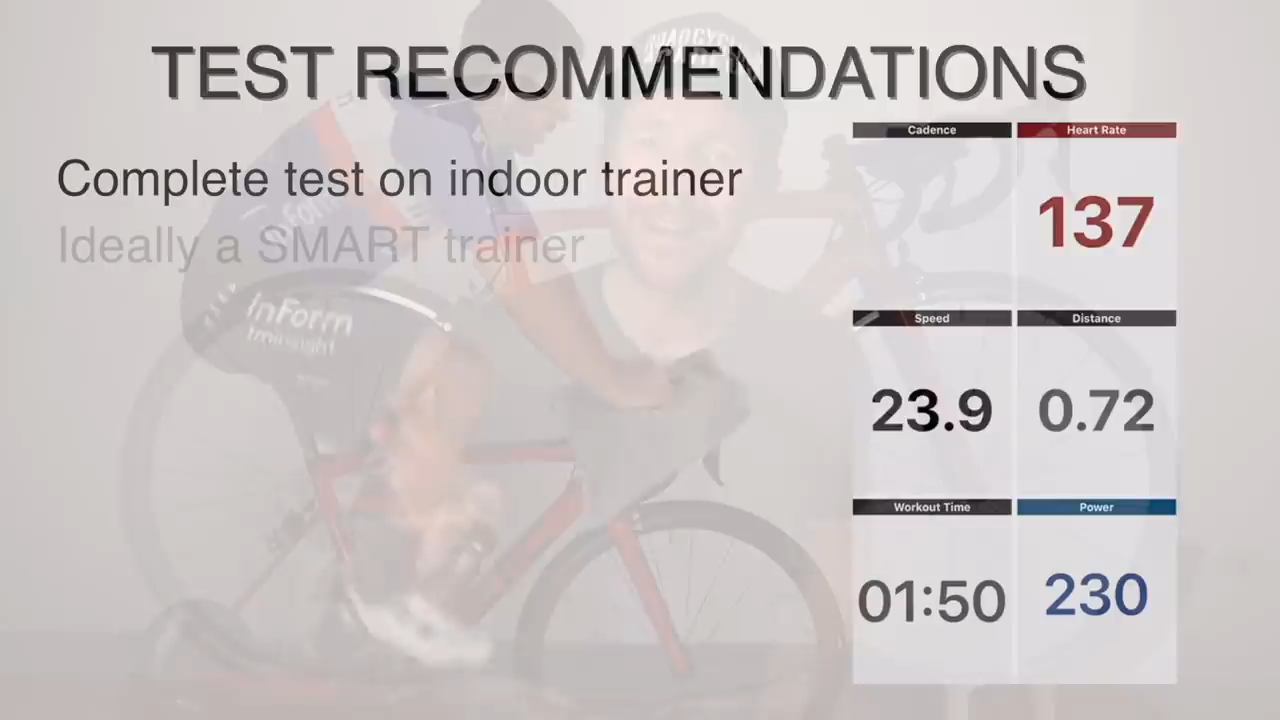 TEST RECOMMENDATIONS
Complete test on indoor trainer
Ideally a SMART trainer
Cadence
Heart Rate
137
Speed
Distance
23.9
0.72
Workout Time
Power
01:50
230
InForm